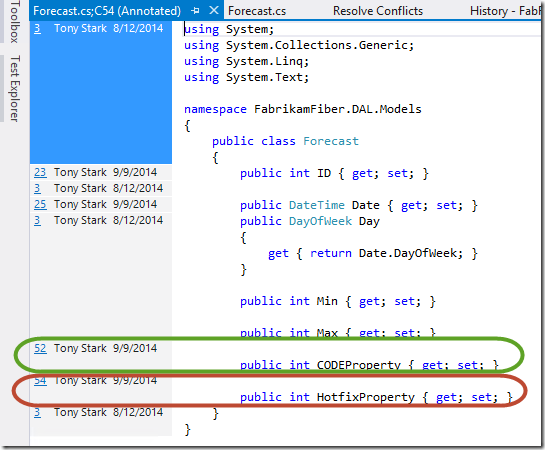 Forecast.cs;C54 (Annotated) Forecast.cs Resolve Conflicts History - FabF
Toolbox
Test Explorer
3 Tony Stark 8/12/2014 using System;
using System.Collections.Generic;
using System.Linq;
using System.Text;
namespace FabrikamFiber.DAL.Models
{
public class Forecast
{
23 Tony Stark 9/9/2014 public int ID { get; set; }
3 Tony Stark 8/12/2014
25 Tony Stark 9/9/2014 public DateTime Date { get; set; }
3 Tony Stark 8/12/2014 public DayOfWeek Day
{
get { return Date.DayOfWeek; }
}
public int Min { get; set; }
public int Max { get; set; }
52 Tony Stark 9/9/2014
public int CODEProperty { get; set; }
54 Tony Stark 9/9/2014
public int HotfixProperty { get; set; }
3 Tony Stark 8/12/2014 }
}